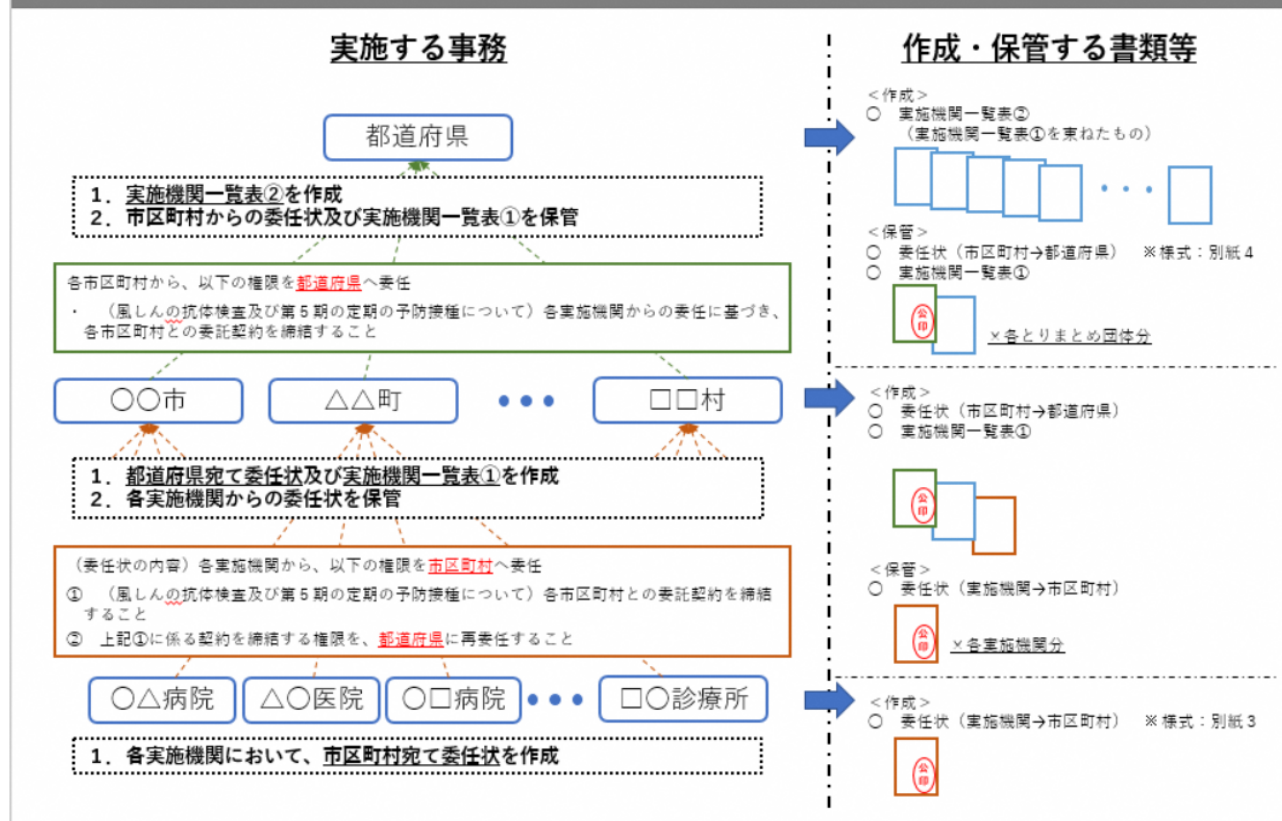 実施する事務
都道府県
1．実施機関一覧表②を作成
2．市区町村からの委任状及び実施機関一覧表①を保管
各市区町村から、以下の権限を都道府県へ委任
・　（風しんの抗体検査及び第５期の定期の予防接種について）各実施機関からの委任に基づき、
各市区町村との委託契約を締結すること
〇〇市
△△町
●●●
□□村
1．都道府県宛て委任状及び実施機関一覧表①を作成
2．各実施機関からの委任状を保管
（委任状の内容）各実施機関から、以下の権限を市区町村へ委任
①　（風しんの抗体検査及び第５期の定期の予防接種について）各市区町村との委託契約を締結
すること
②　上記①に係る契約を締結する権限を、都道府県に再委任すること
〇△病院
△〇医院
〇□病院
●●●
□〇診療所
1．各実施機関において、市区町村宛て委任状を作成
作成・保管する書類等
＜作成＞
〇　実施機関一覧表②
（実施機関一覧表①を束ねたもの）
・・・
＜保管＞
〇　委任状（市区町村→都道府県）　※様式：別紙４
〇　実施機関一覧表①
公印
×各とりまとめ団体分
＜作成＞
〇　委任状（市区町村→都道府県）
〇　実施機関一覧表①
公印
＜保管＞
〇　委任状（実施機関→市区町村）
公印
×各実施機関分
＜作成＞
〇　委任状（実施機関→市区町村）　※様式：別紙３
公印